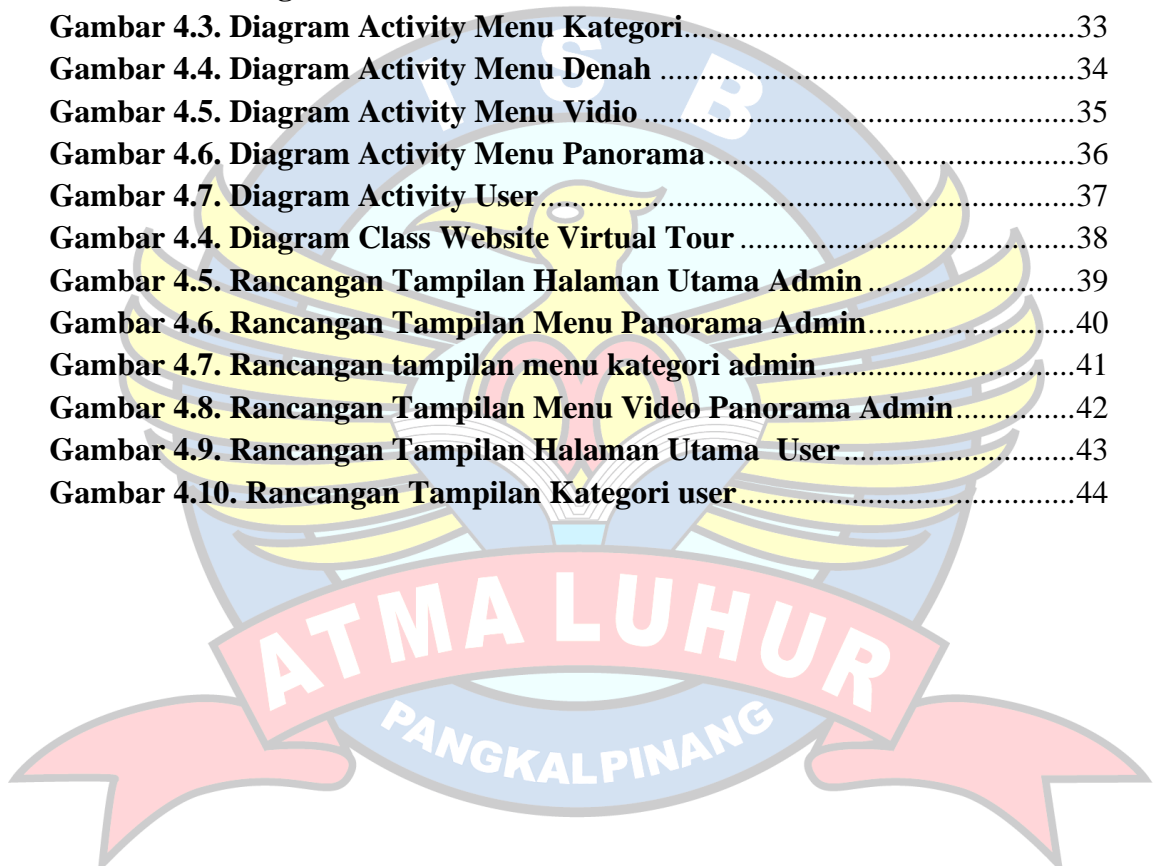 Gambar 4.3. Diagram Activity Menu Kategori..........................................................33
Gambar 4.4. Diagram Activity Menu Denah ..........................................................34
Gambar 4.5. Diagram Activity Menu Vidio ..........................................................35
Gambar 4.6. Diagram Activity Menu Panorama ..........................................................36
Gambar 4.7. Diagram Activity User..........................................................37
Gambar 4.4. Diagram Class Website Virtual Tour ..........................................................38
Gambar 4.5. Rancangan Tampilan Halaman Utama Admin ..............................39
Gambar 4.6. Rancangan Tampilan Menu Panorama Admin..............................40
Gambar 4.7. Rancangan tampilan menu kategori admin ..............................41
Gambar 4.8. Rancangan Tampilan Menu Video Panorama Admin....................42
Gambar 4.9. Rancangan Tampilan Halaman Utama User ..............................43
Gambar 4.10. Rancangan Tampilan Kategori user ..............................44
I S B
ATMA LUHUR
PANGKALPINANG